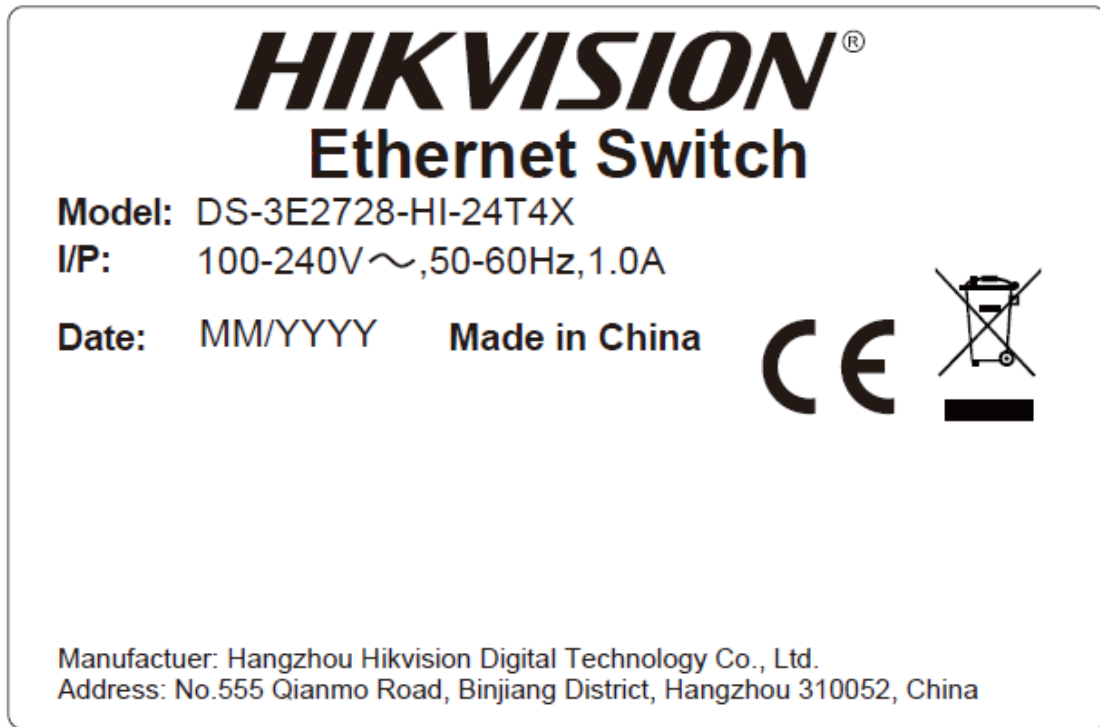 HIKVISION®
Ethernet Switch
Model: DS-3E2728-HI-24T4X
I/P: 100-240V～,50-60Hz,1.0A
Date: MM/YYYY Made in China CE
Manufactuer: Hangzhou Hikvision Digital Technology Co., Ltd.
Address: No.555 Qianmo Road, Binjiang District, Hangzhou 310052, China